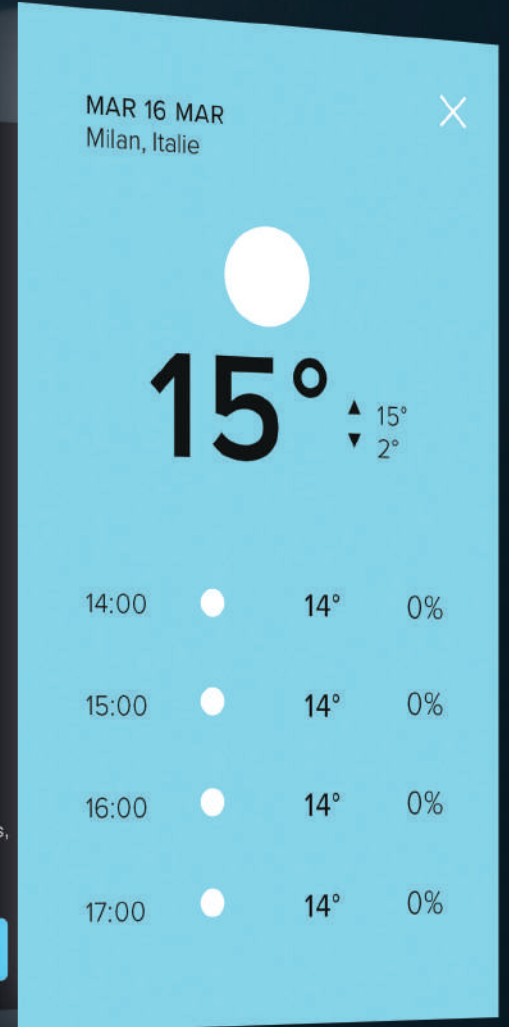 MAR 16 MAR
Milan, Italie
15°
▲ 15°
▼ 2°
14:00 14° 0%
15:00 14° 0%
16:00 14° 0%
17:00 14° 0%
s,